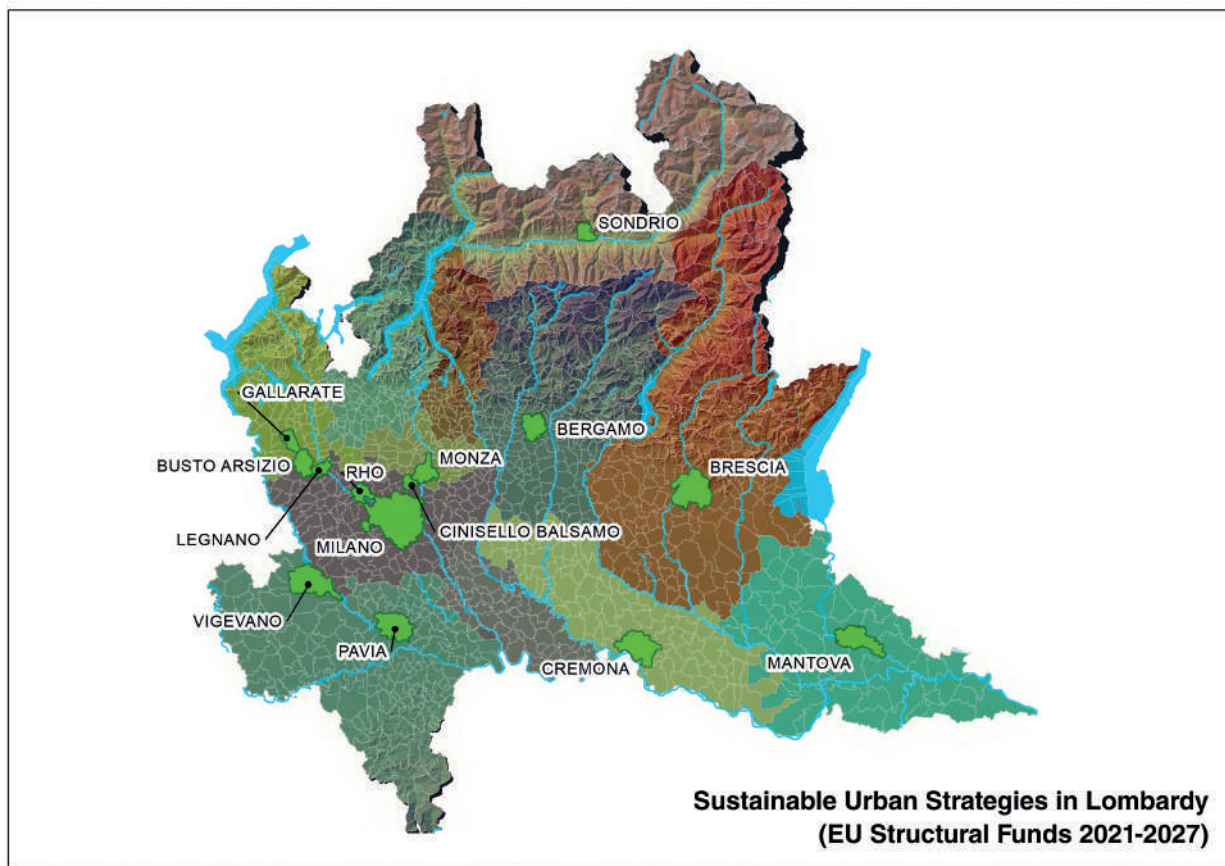 SONDRIO
GALLARATE
BERGAMO
MONZA
BUSTO ARSIZIO
RHO
BRESCIA
CINISELLO BALSAMO
LEGNANO
MILANO
VIGEVANO
PAVIA
CREMONA
MANTOVA
Sustainable Urban Strategies in Lombardy
(EU Structural Funds 2021-2027)